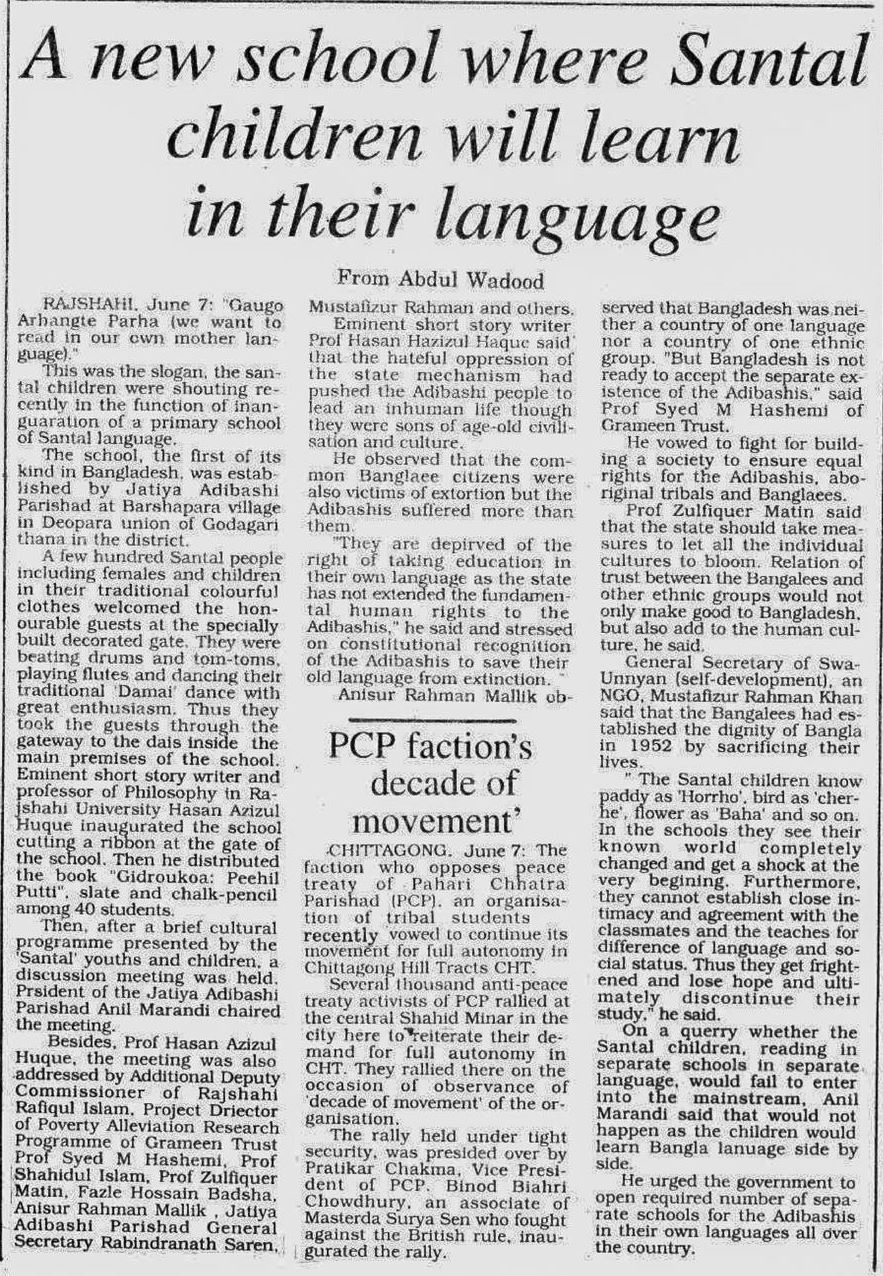 A new school where Santal
children will learn
in their language
From Abdul Wadood
RAJSHAHI, June 7: "Gaugo
Arhangte Parha (we want to
read in our own mother lan-
guage)."
This was the slogan, the san-
tal children were shouting re-
cently in the function of inan-
guaration of a primary school
of Santal language.
The school, the first of its
kind in Bangladesh, was estab-
lished by Jatiya Adibashi
Parishad at Barshapara village
in Deopara union of Godagari
thana in the district.
A few hundred Santal people
including females and children
in their traditional colourful
clothes welcomed the hon-
ourable guests at the specially
built decorated gate. They were
beating drums and tom-toms,
playing flutes and dancing their
traditional 'Damai' dance with
great enthusiasm. Thus they
took the guests through the
gateway to the dais inside the
main premises of the school.
Eminent short story writer and
professor of Philosophy in Ra-
jshahi University Hasan Azizul
Huque inaugurated the school
cutting a ribbon at the gate of
the school. Then he distributed
the book "Gidroukoa: Peehil
Putti", slate and chalk-pencil
among 40 students.
Then, after a brief cultural
programme presented by the
'Santal' youths and children, a
discussion meeting was held.
Prsident of the Jatiya Adibashi
Parishad Anil Marandi chaired
the meeting.
Besides, Prof Hasan Azizul
Huque, the meeting was also
addressed by Additional Deputy
Commissioner of Rajshahi
Rafiqul Islam, Project Driector
of Poverty Alleviation Research
Programme of Grameen Trust
Prof Syed M Hashemi, Prof
Shahidul Islam, Prof Zulfiquer
Matin, Fazle Hossain Badsha,
Anisur Rahman Mallik , Jatiya
Adibashi Parishad General
Secretary Rabindranath Saren,
Mustafizur Rahman and others.
Eminent short story writer
Prof Hasan Hazizul Haque said
that the hateful oppression of
the state mechanism had
pushed the Adibashi people to
lead an inhuman life though
they were sons of age-old civili-
sation and culture.
He observed that the com-
mon Banglaee citizens were
also victims of extortion but the
Adibashis suffered more than
them.
"They are depirved of the
right of taking education in
their own language as the state
has not extended the fundamen-
tal human rights to the
Adibashis," he said and stressed
on constitutional recognition
of the Adibashis to save their
old language from extinction. "
Anisur Rahman Mallik ob-
served that Bangladesh was nei-
ther a country of one language
nor a country of one ethnic
group. "But Bangladesh is not
ready to accept the separate ex-
istence of the Adibashis," said
Prof Syed M Hashemi of
Grameen Trust.
He vowed to fight for build-
ing a society to ensure equal
rights for the Adibashis, abo-
riginal tribals and Banglaees.
Prof Zulfiquer Matin said
that the state should take mea-
sures to let all the individual
cultures to bloom. Relation of
trust between the Bangalees and
other ethnic groups would not
only make good to Bangladesh,
but also add to the human cul-
ture, he said.
General Secretary of Swa-
Unnyan (self-development), an
NGO, Mustafizur Rahman Khan
said that the Bangalees had es-
tablished the dignity of Bangla
in 1952 by sacrificing their
lives.
" The Santal children know
paddy as 'Horrho', bird as 'cher-
he', flower as 'Baha' and so on.
In the schools they see their
known world completely
changed and get a shock at the
very begining. Furthermore,
they cannot establish close in-
timacy and agreement with the
classmates and the teaches for
difference of language and so-
cial status. Thus they get fright-
ened and lose hope and ulti-
mately discontinue their
study," he said.
On a querry whether the
Santal children, reading in
separate schools in separate
language, would fail to enter
into the mainstream, Anil
Marandi said that would not
happen as the children would
learn Bangla lanuage side by
side.
He urged the government to
open required number of sepa-
rate schools for the Adibashis
in their own languages all over
the country.
PCP faction's
decade of
movement'
CHITTAGONG, June 7: The
faction who opposes peace
treaty of Pahari Chhatra
Parishad (PCP), an organisa-
tion of tribal students
recently vowed to continue its
movement for full autonomy in
Chittagong Hill Tracts CHT.
Several thousand anti-peace
treaty activists of PCP rallied at
the central Shahid Minar in the
city here to reiterate their de-
mand for full autonomy in
CHT. They rallied there on the
occasion of observance of
'decade of movement' of the or-
ganisation.
The rally held under tight
security, was presided over by
Pratikar Chakma, Vice Presi-
dent of PCP. Binod Biahri
Chowdhury, an associate of
Masterda Surya Sen who fought
against the British rule, inau-
gurated the rally.